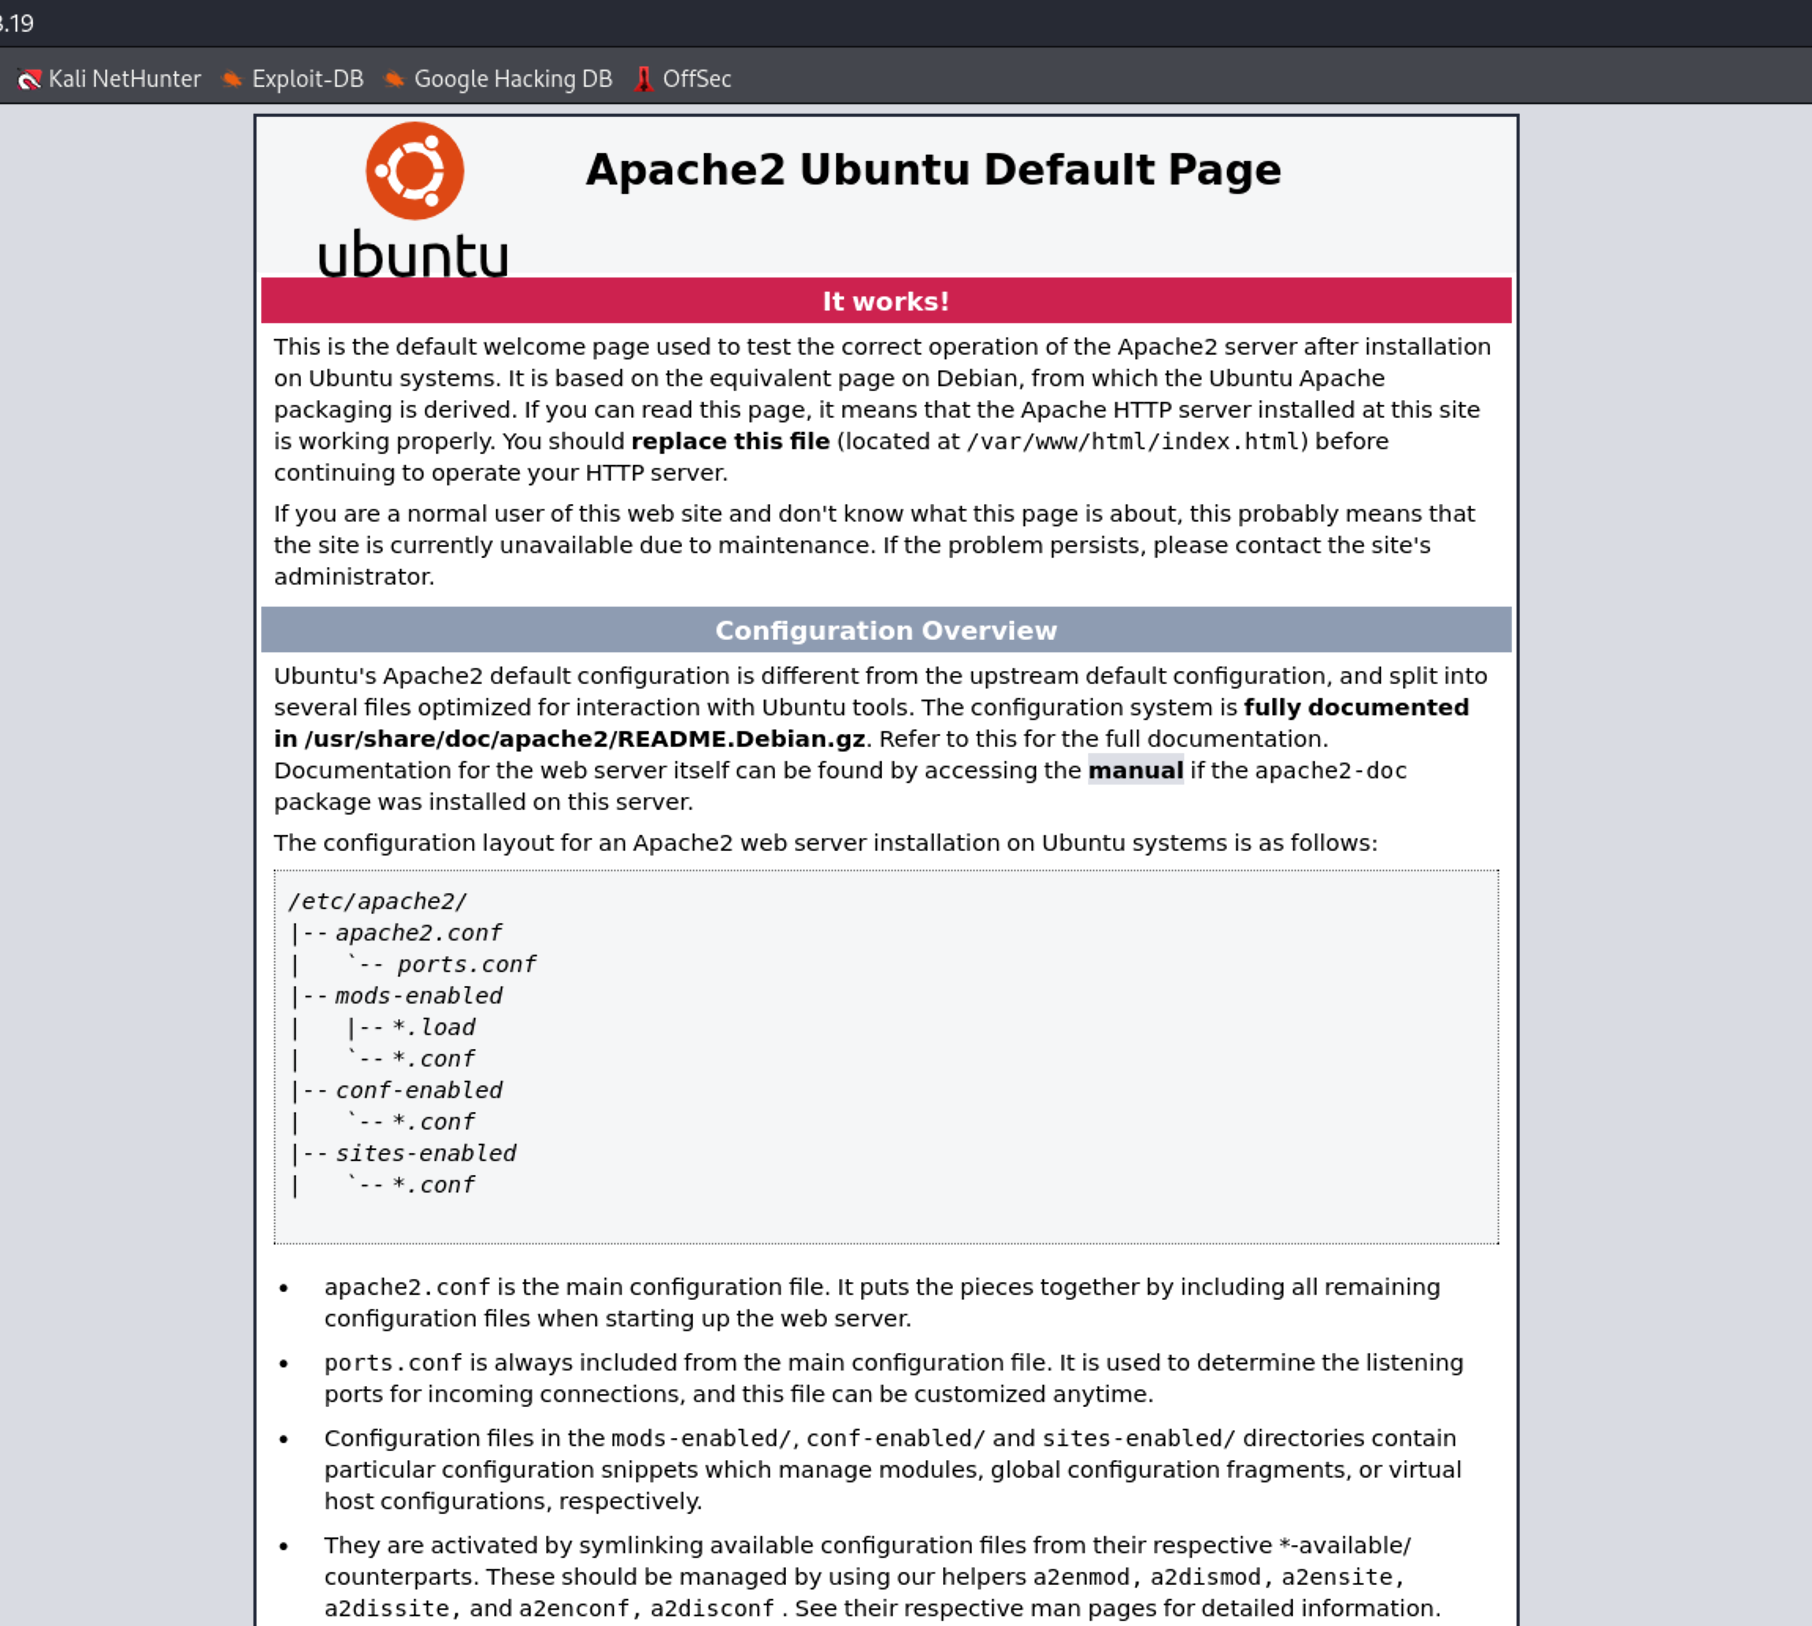 3.19
Kali NetHunter Exploit-DB Google Hacking DB OffSec
Apache2 Ubuntu Default Page
ubuntu
It works!
This is the default welcome page used to test the correct operation of the Apache2 server after installation
on Ubuntu systems. It is based on the equivalent page on Debian, from which the Ubuntu Apache
packaging is derived. If you can read this page, it means that the Apache HTTP server installed at this site
is working properly. You should replace this file (located at /var/www/html/index.html) before
continuing to operate your HTTP server.
If you are a normal user of this web site and don't know what this page is about, this probably means that
the site is currently unavailable due to maintenance. If the problem persists, please contact the site's
administrator.
Configuration Overview
Ubuntu's Apache2 default configuration is different from the upstream default configuration, and split into
several files optimized for interaction with Ubuntu tools. The configuration system is fully documented
in /usr/share/doc/apache2/README.Debian.gz. Refer to this for the full documentation.
Documentation for the web server itself can be found by accessing the manual if the apache2-doc
package was installed on this server.
The configuration layout for an Apache2 web server installation on Ubuntu systems is as follows:
/etc/apache2/
|-- apache2.conf
|   `-- ports.conf
|-- mods-enabled
|   |-- *.load
|   `-- *.conf
|-- conf-enabled
|   `-- *.conf
|-- sites-enabled
|   `-- *.conf
• apache2.conf is the main configuration file. It puts the pieces together by including all remaining
configuration files when starting up the web server.
• ports.conf is always included from the main configuration file. It is used to determine the listening
ports for incoming connections, and this file can be customized anytime.
• Configuration files in the mods-enabled/, conf-enabled/ and sites-enabled/ directories contain
particular configuration snippets which manage modules, global configuration fragments, or virtual
host configurations, respectively.
• They are activated by symlinking available configuration files from their respective *-available/
counterparts. These should be managed by using our helpers a2enmod, a2dismod, a2ensite,
a2dissite, and a2enconf, a2disconf . See their respective man pages for detailed information.